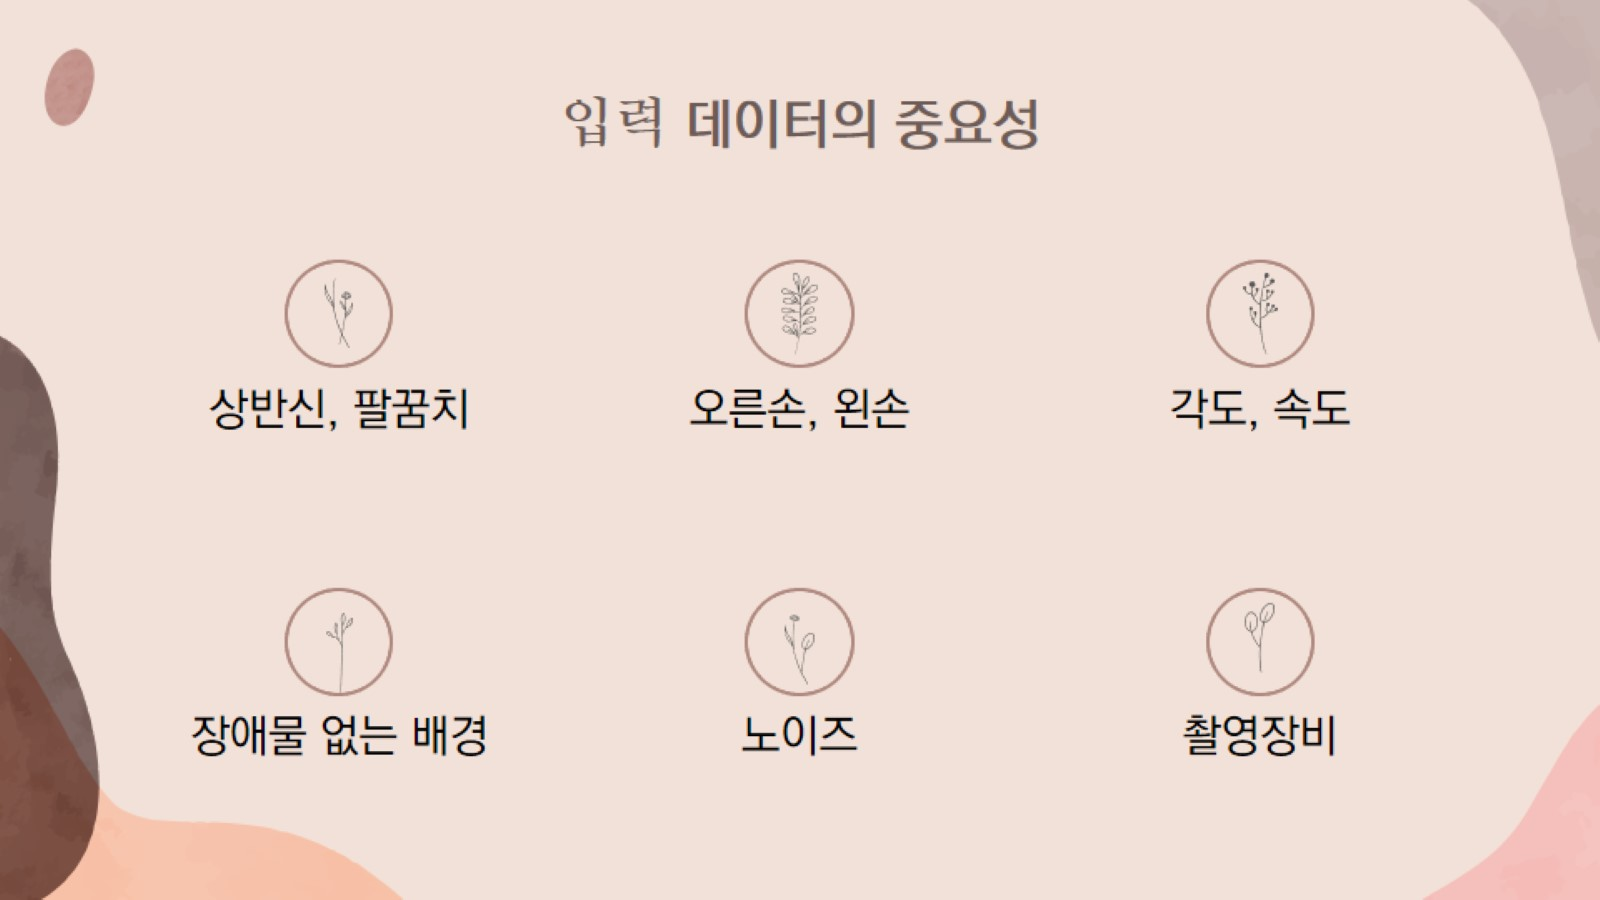 입력 데이터의 중요성
상반신, 팔꿈치
오른손, 왼손
각도, 속도
장애물 없는 배경
노이즈
촬영장비